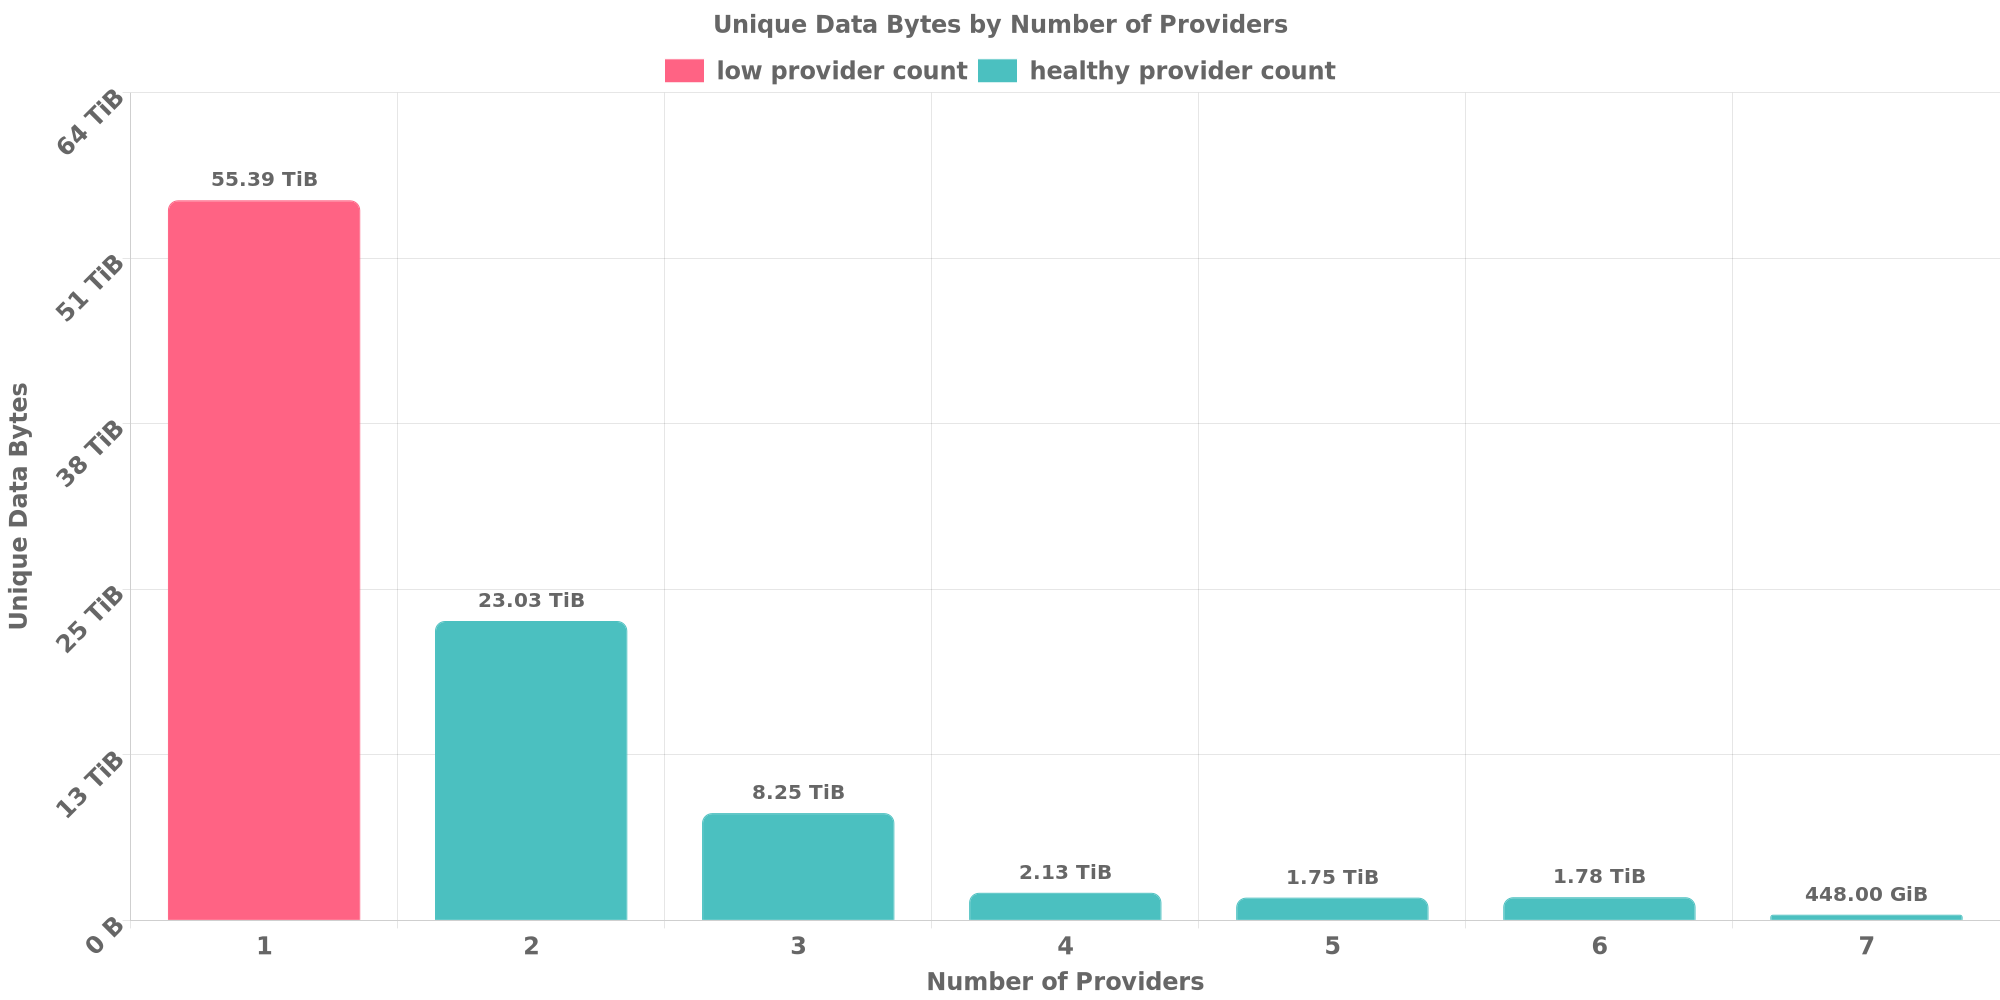 Unique Data Bytes by Number of Providers
low provider count healthy provider count
64 TiB
51 TiB
38 TiB
25 TiB
13 TiB
0 B
Unique Data Bytes
55.39 TiB
23.03 TiB
8.25 TiB
2.13 TiB
1.75 TiB
1.78 TiB
448.00 GiB
1 2 3 4 5 6 7
Number of Providers